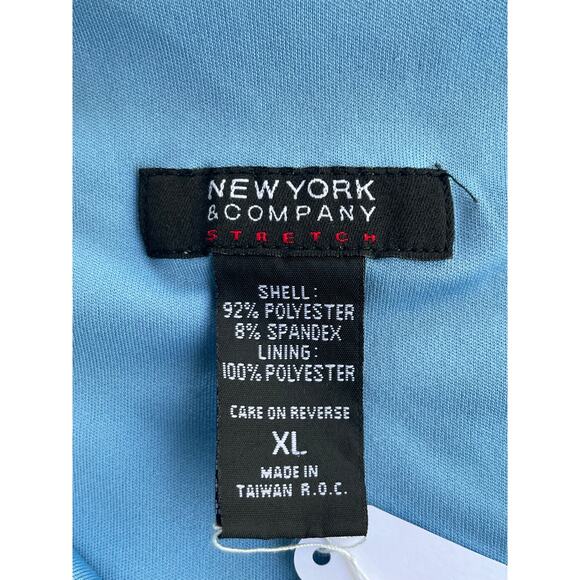 NEW YORK
& COMPANY
STRETCH
SHELL:
92% POLYESTER
8% SPANDEX
LINING:
100% POLYESTER
CARE ON REVERSE
XL
MADE IN
TAIWAN R.O.C.